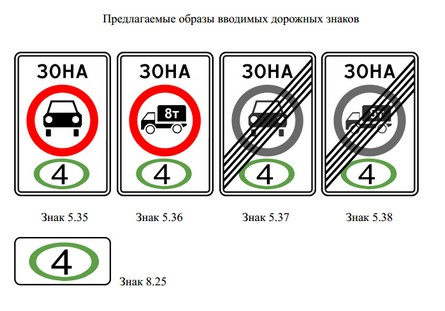 Предлагаемые образы вводимых дорожных знаков
ЗОНА ЗОНА ЗОНА ЗОНА
8т
4 4 4 4
Знак 5.35 Знак 5.36 Знак 5.37 Знак 5.38
4
Знак 8.25